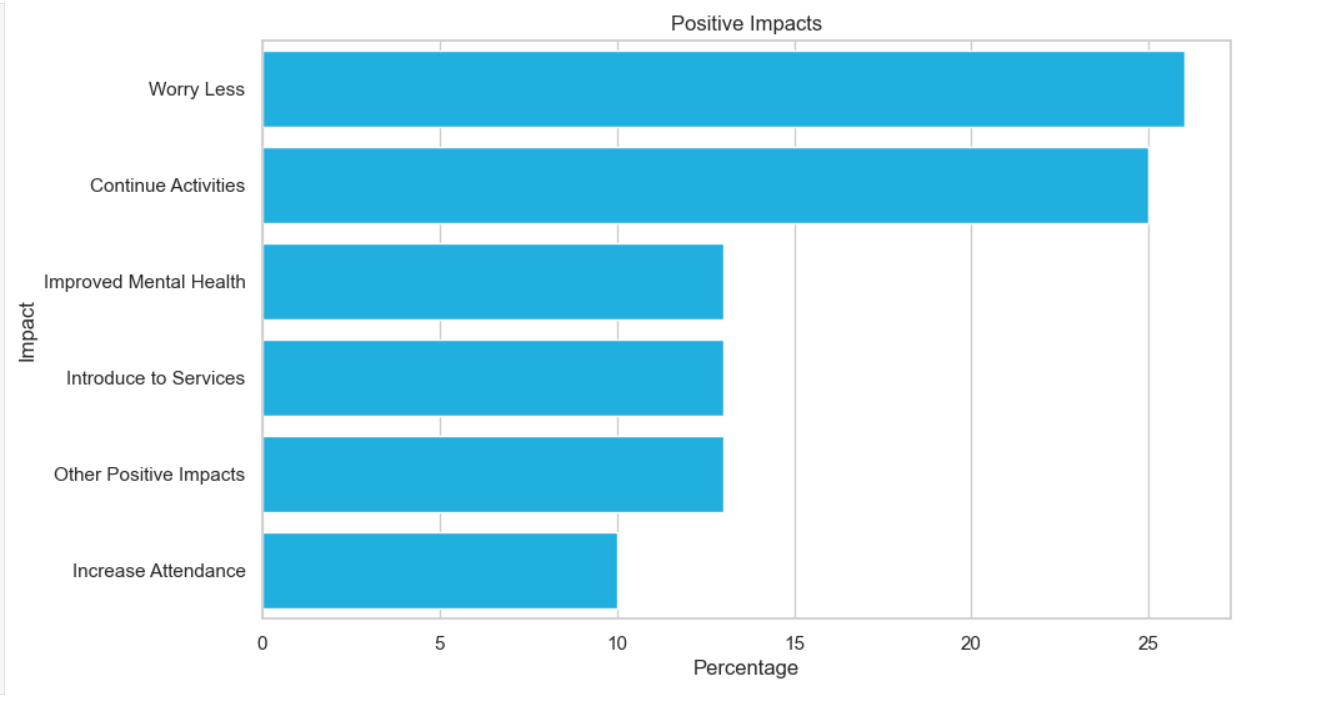 Positive Impacts
Worry Less
Continue Activities
Improved Mental Health
Introduce to Services
Other Positive Impacts
Increase Attendance
Impact
0 5 10 15 20 25
Percentage